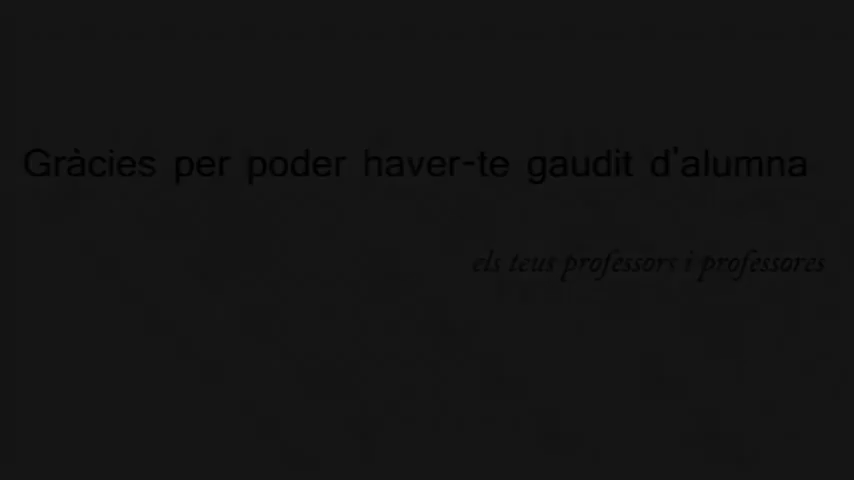 Gràcies per poder haver-te gaudit d'alumna
els teus professors i professores